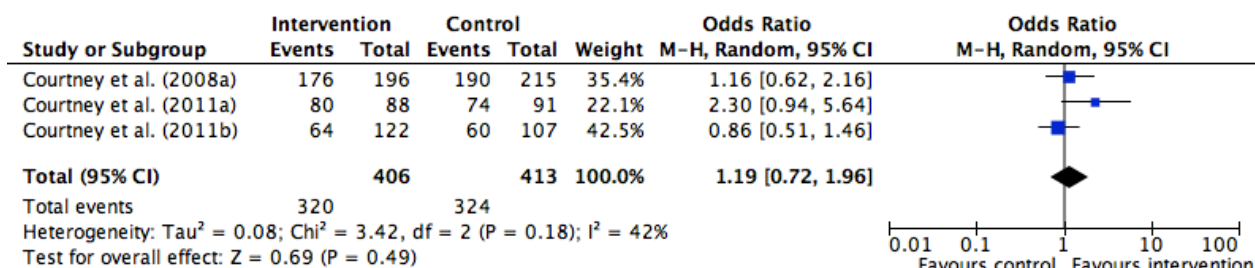 Intervention Control Odds Ratio Odds Ratio
Study or Subgroup Events Total Events Total Weight M-H, Random, 95% CI M-H, Random, 95% CI
Courtney et al. (2008a) 176 196 190 215 35.4% 1.16 [0.62, 2.16]
Courtney et al. (2011a) 80 88 74 91 22.1% 2.30 [0.94, 5.64]
Courtney et al. (2011b) 64 122 60 107 42.5% 0.86 [0.51, 1.46]
Total (95% CI) 406 413 100.0% 1.19 [0.72, 1.96]
Total events 320 324
Heterogeneity: Tau² = 0.08; Chi² = 3.42, df = 2 (P = 0.18); I² = 42%
Test for overall effect: Z = 0.69 (P = 0.49)
0.01 0.1 1 10 100
Favours control Favours intervention